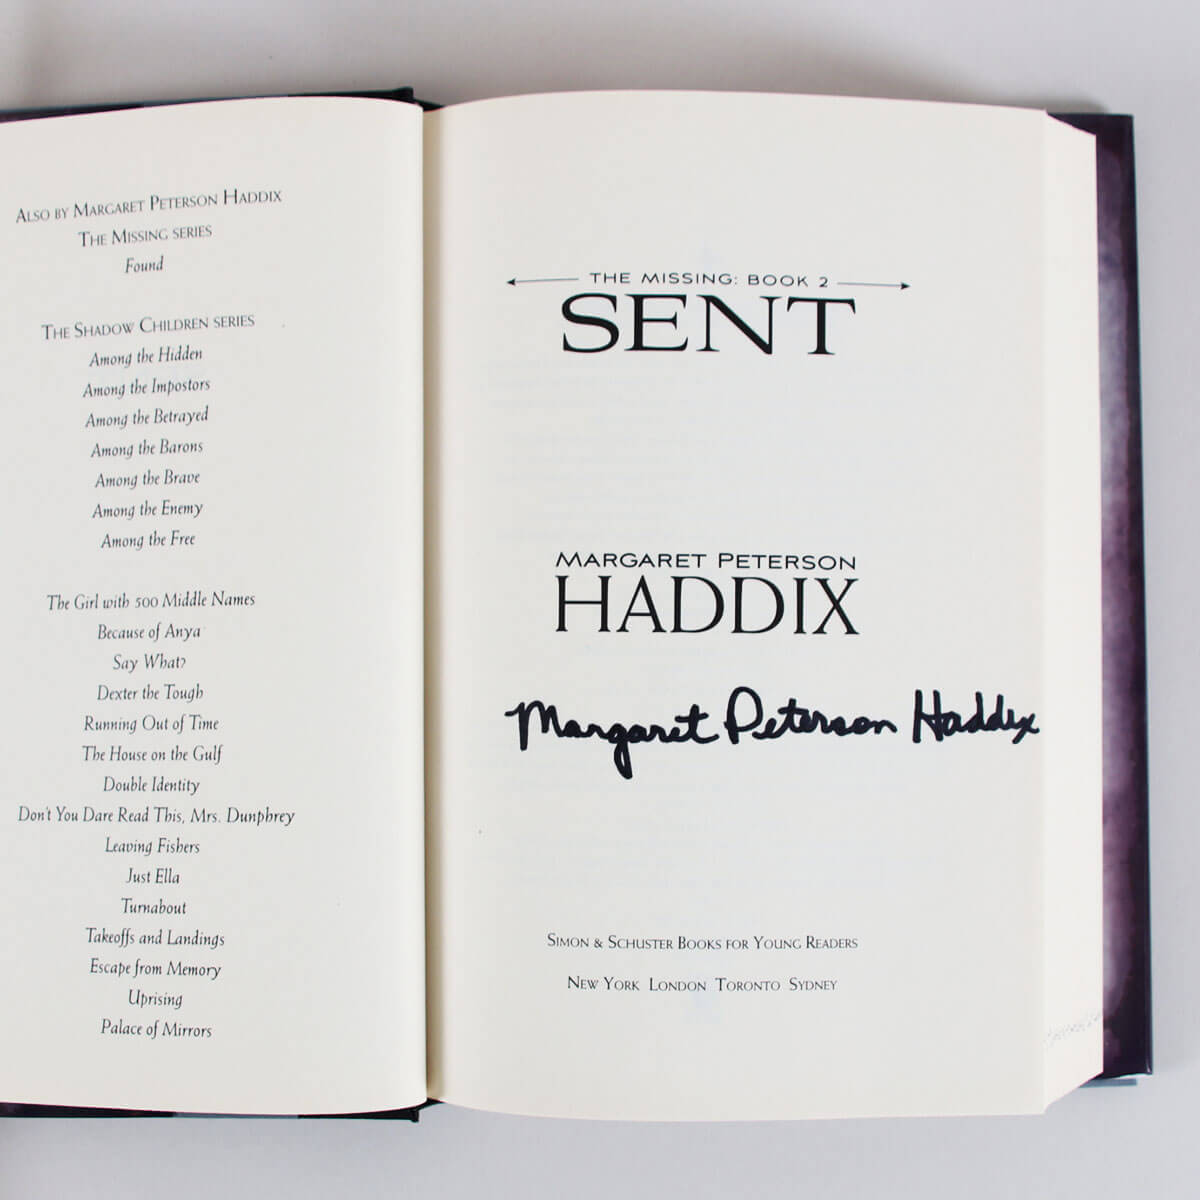 ALSO BY MARGARET PETERSON HADDIX
THE MISSING SERIES
Found
THE SHADOW CHILDREN SERIES
Among the Hidden
Among the Impostors
Among the Betrayed
Among the Barons
Among the Brave
Among the Enemy
Among the Free
The Girl with 500 Middle Names
Because of Anya
Say What?
Dexter the Tough
Running Out of Time
The House on the Gulf
Double Identity
Don't You Dare Read This, Mrs. Dunphrey
Leaving Fishers
Just Ella
Turnabout
Takeoffs and Landings
Escape from Memory
Uprising
Palace of Mirrors
THE MISSING: BOOK 2
SENT
MARGARET PETERSON
HADDIX
Margaret Peterson Haddix
SIMON & SCHUSTER BOOKS FOR YOUNG READERS
NEW YORK LONDON TORONTO SYDNEY